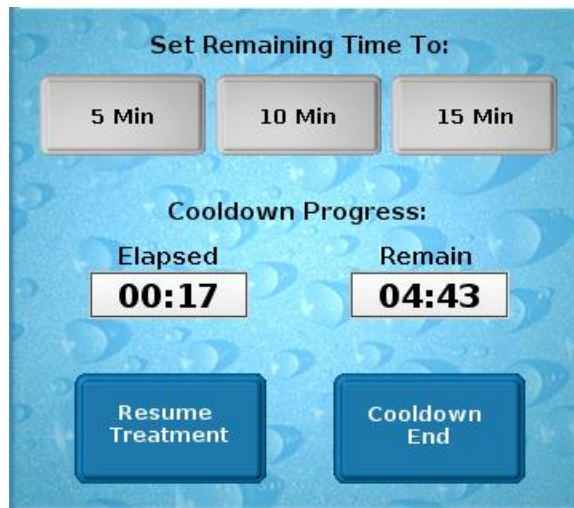 Set Remaining Time To:
5 Min 10 Min 15 Min
Cooldown Progress:
Elapsed Remain
00:17 04:43
Resume Treatment
Cooldown End